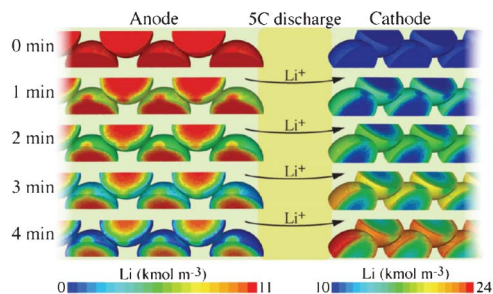 Anode 5C discharge Cathode
0 min
1 min Li⁺
2 min Li⁺
3 min Li⁺
4 min Li⁺
Li (kmol m⁻³) Li (kmol m⁻³)
0 11 10 24